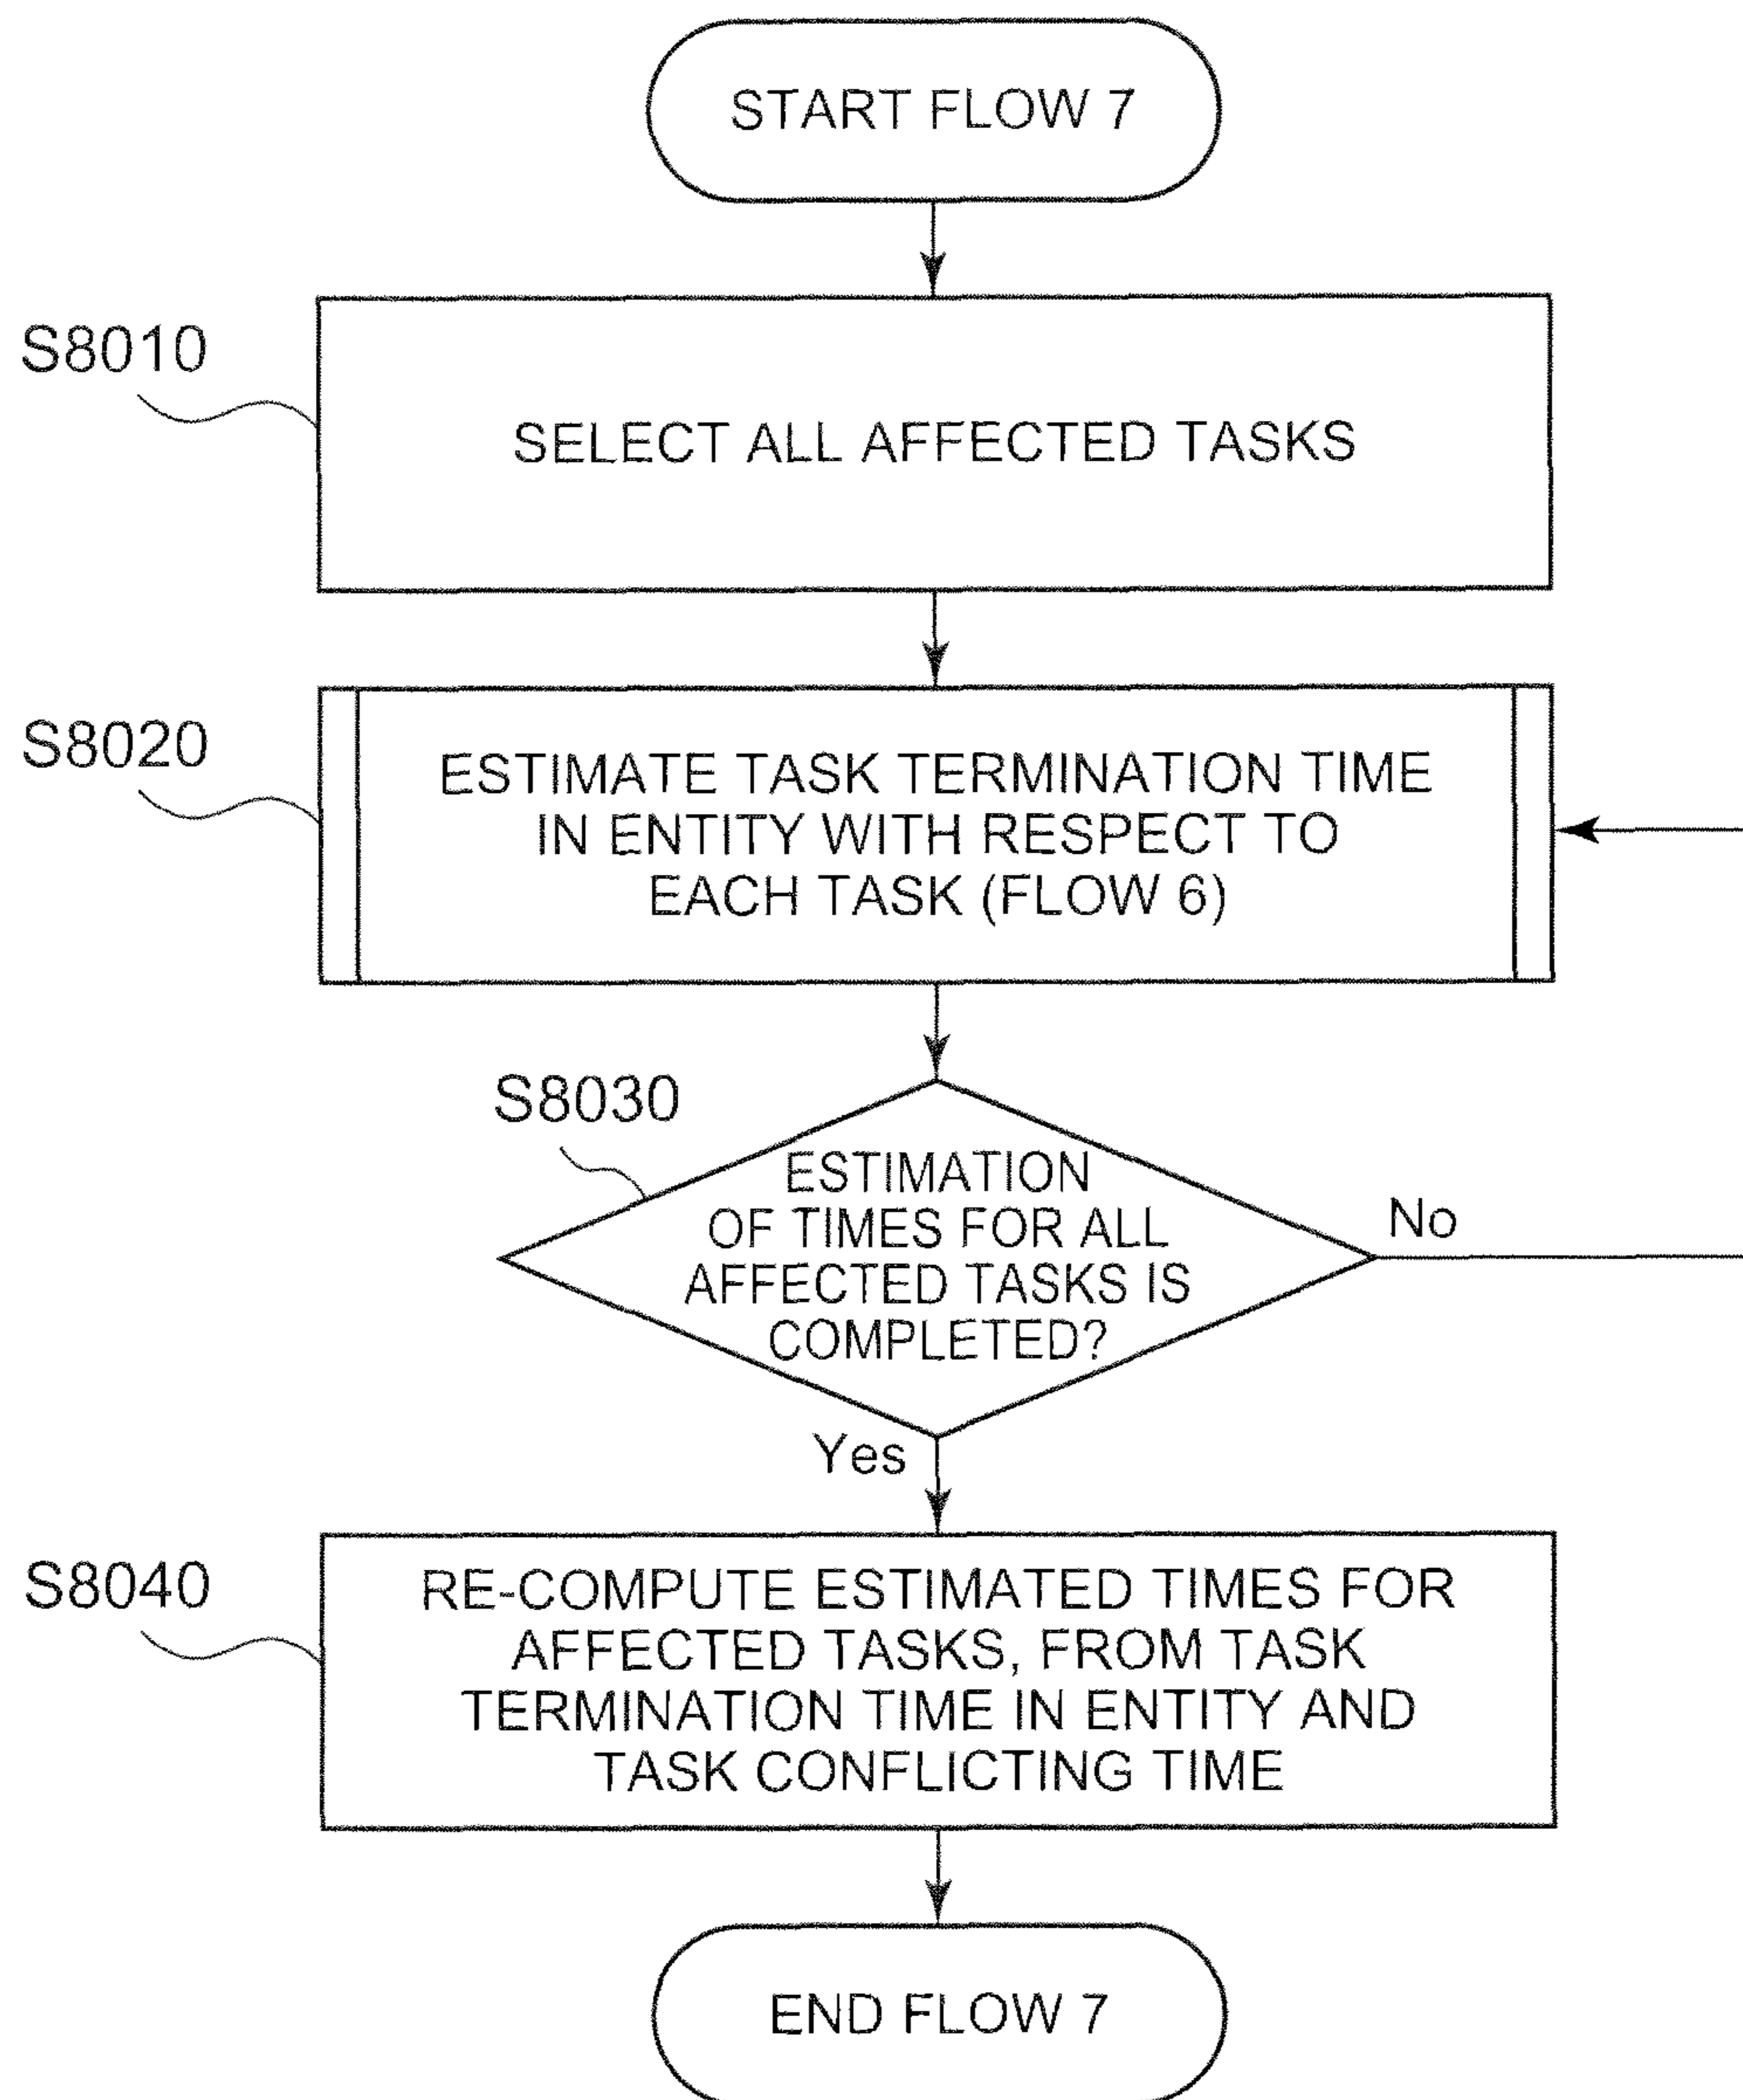 START FLOW 7
S8010
SELECT ALL AFFECTED TASKS
S8020
ESTIMATE TASK TERMINATION TIME
IN ENTITY WITH RESPECT TO
EACH TASK (FLOW 6)
S8030
ESTIMATION
OF TIMES FOR ALL
AFFECTED TASKS IS
COMPLETED?
No
Yes
S8040
RE-COMPUTE ESTIMATED TIMES FOR
AFFECTED TASKS, FROM TASK
TERMINATION TIME IN ENTITY AND
TASK CONFLICTING TIME
END FLOW 7